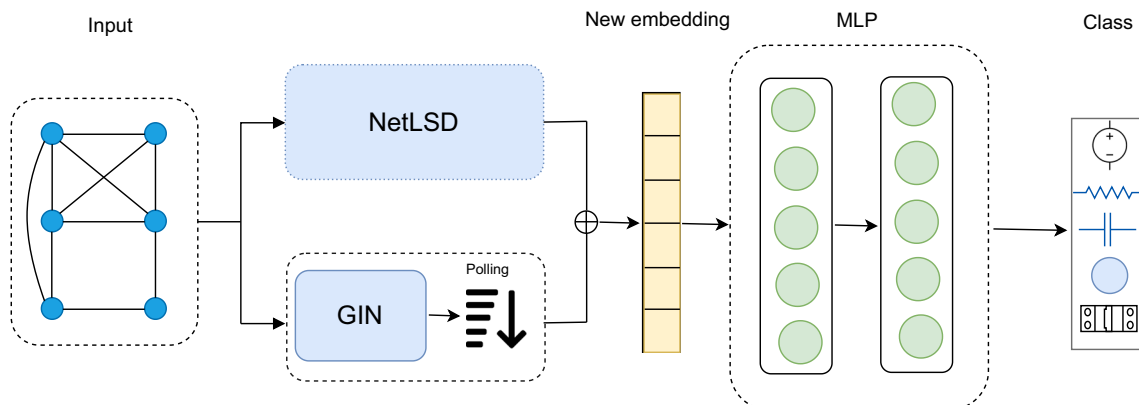 Input
New embedding
MLP
Class
NetLSD
GIN
Polling